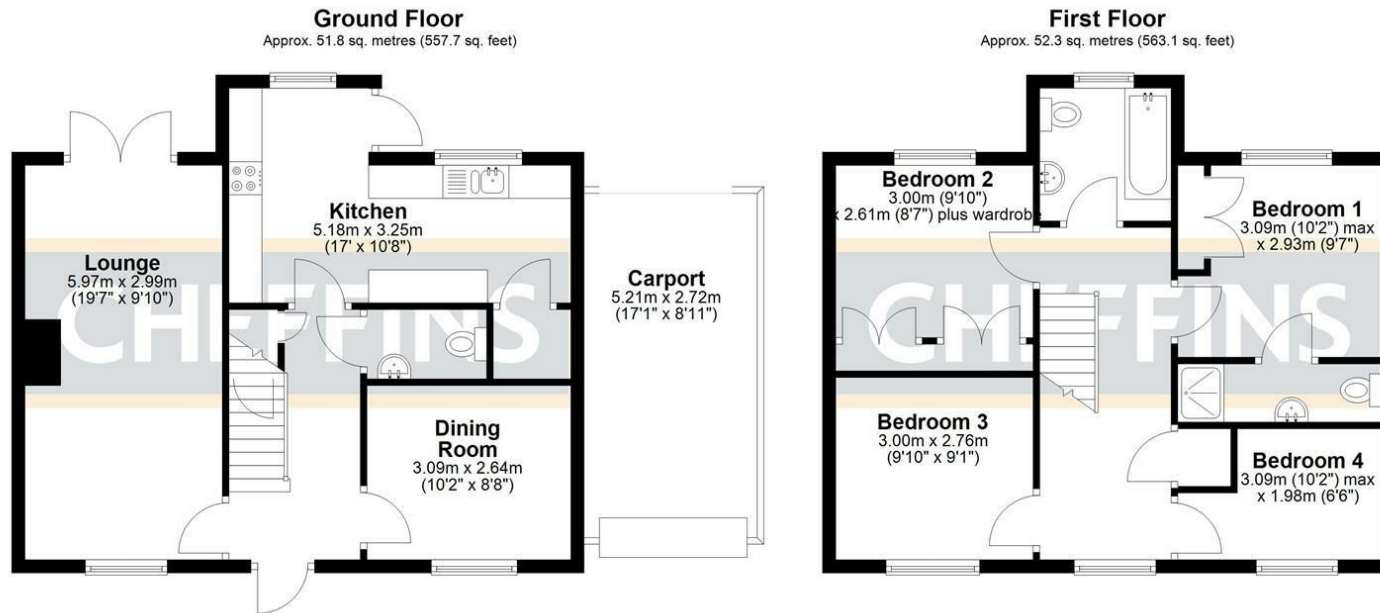 Ground Floor
Approx. 51.8 sq. metres (557.7 sq. feet)
Kitchen
5.18m x 3.25m
(17' x 10'8")
Lounge
5.97m x 2.99m
(19'7" x 9'10")
Carport
5.21m x 2.72m
(17'1" x 8'11")
CHEFFINS
Dining
Room
3.09m x 2.64m
(10'2" x 8'8")
First Floor
Approx. 52.3 sq. metres (563.1 sq. feet)
Bedroom 2
3.00m (9'10")
x 2.61m (8'7") plus wardrobe
Bedroom 1
3.09m (10'2") max
x 2.93m (9'7")
CHEFFINS
Bedroom 3
3.00m x 2.76m
(9'10" x 9'1")
Bedroom 4
3.09m (10'2") max
x 1.98m (6'6")